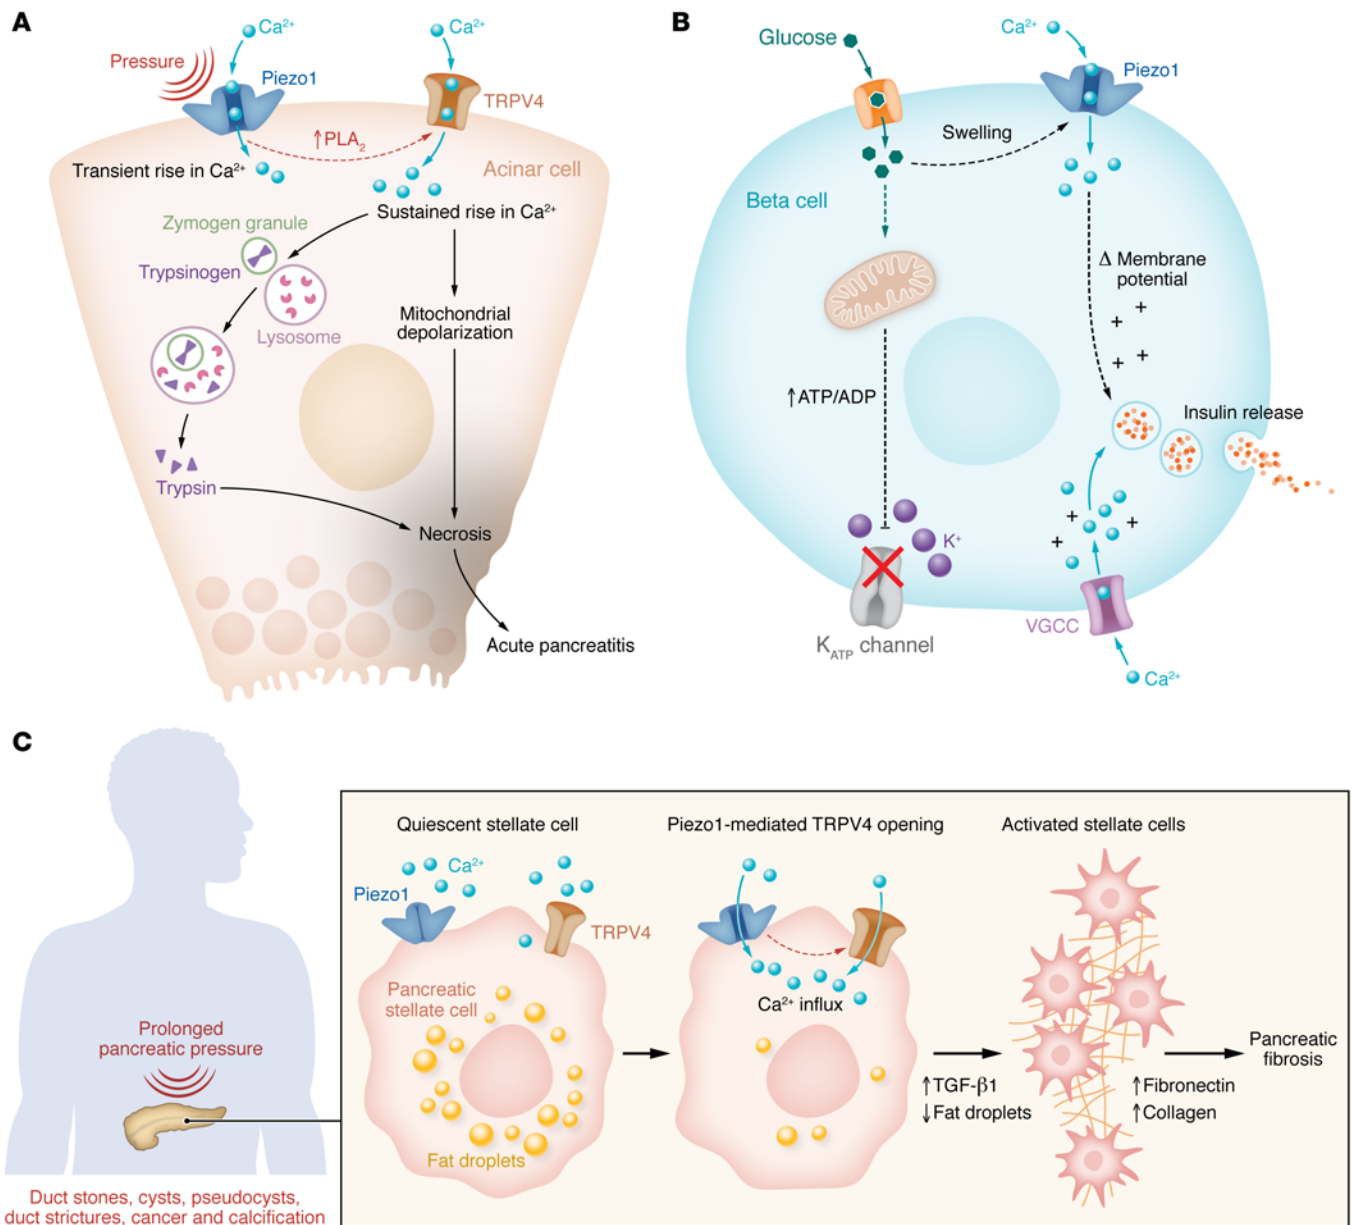 A
Ca²⁺
Ca²⁺
Pressure
Piezo1
TRPV4
↑PLA₂
Transient rise in Ca²⁺
Acinar cell
Sustained rise in Ca²⁺
Zymogen granule
Trypsinogen
Lysosome
Mitochondrial
depolarization
Trypsin
Necrosis
Acute pancreatitis
B
Glucose
Ca²⁺
Piezo1
Swelling
Beta cell
Δ Membrane
potential
+ +
+ +
↑ATP/ADP
Insulin release
K⁺
+ +
+
VGCC
K_ATP channel
Ca²⁺
C
Prolonged
pancreatic pressure
Duct stones, cysts, pseudocysts,
duct strictures, cancer and calcification
Quiescent stellate cell
Ca²⁺
Piezo1
TRPV4
Pancreatic
stellate cell
Fat droplets
Piezo1-mediated TRPV4 opening
Ca²⁺ influx
↑TGF-β1
↓Fat droplets
Activated stellate cells
↑Fibronectin
↑Collagen
Pancreatic
fibrosis